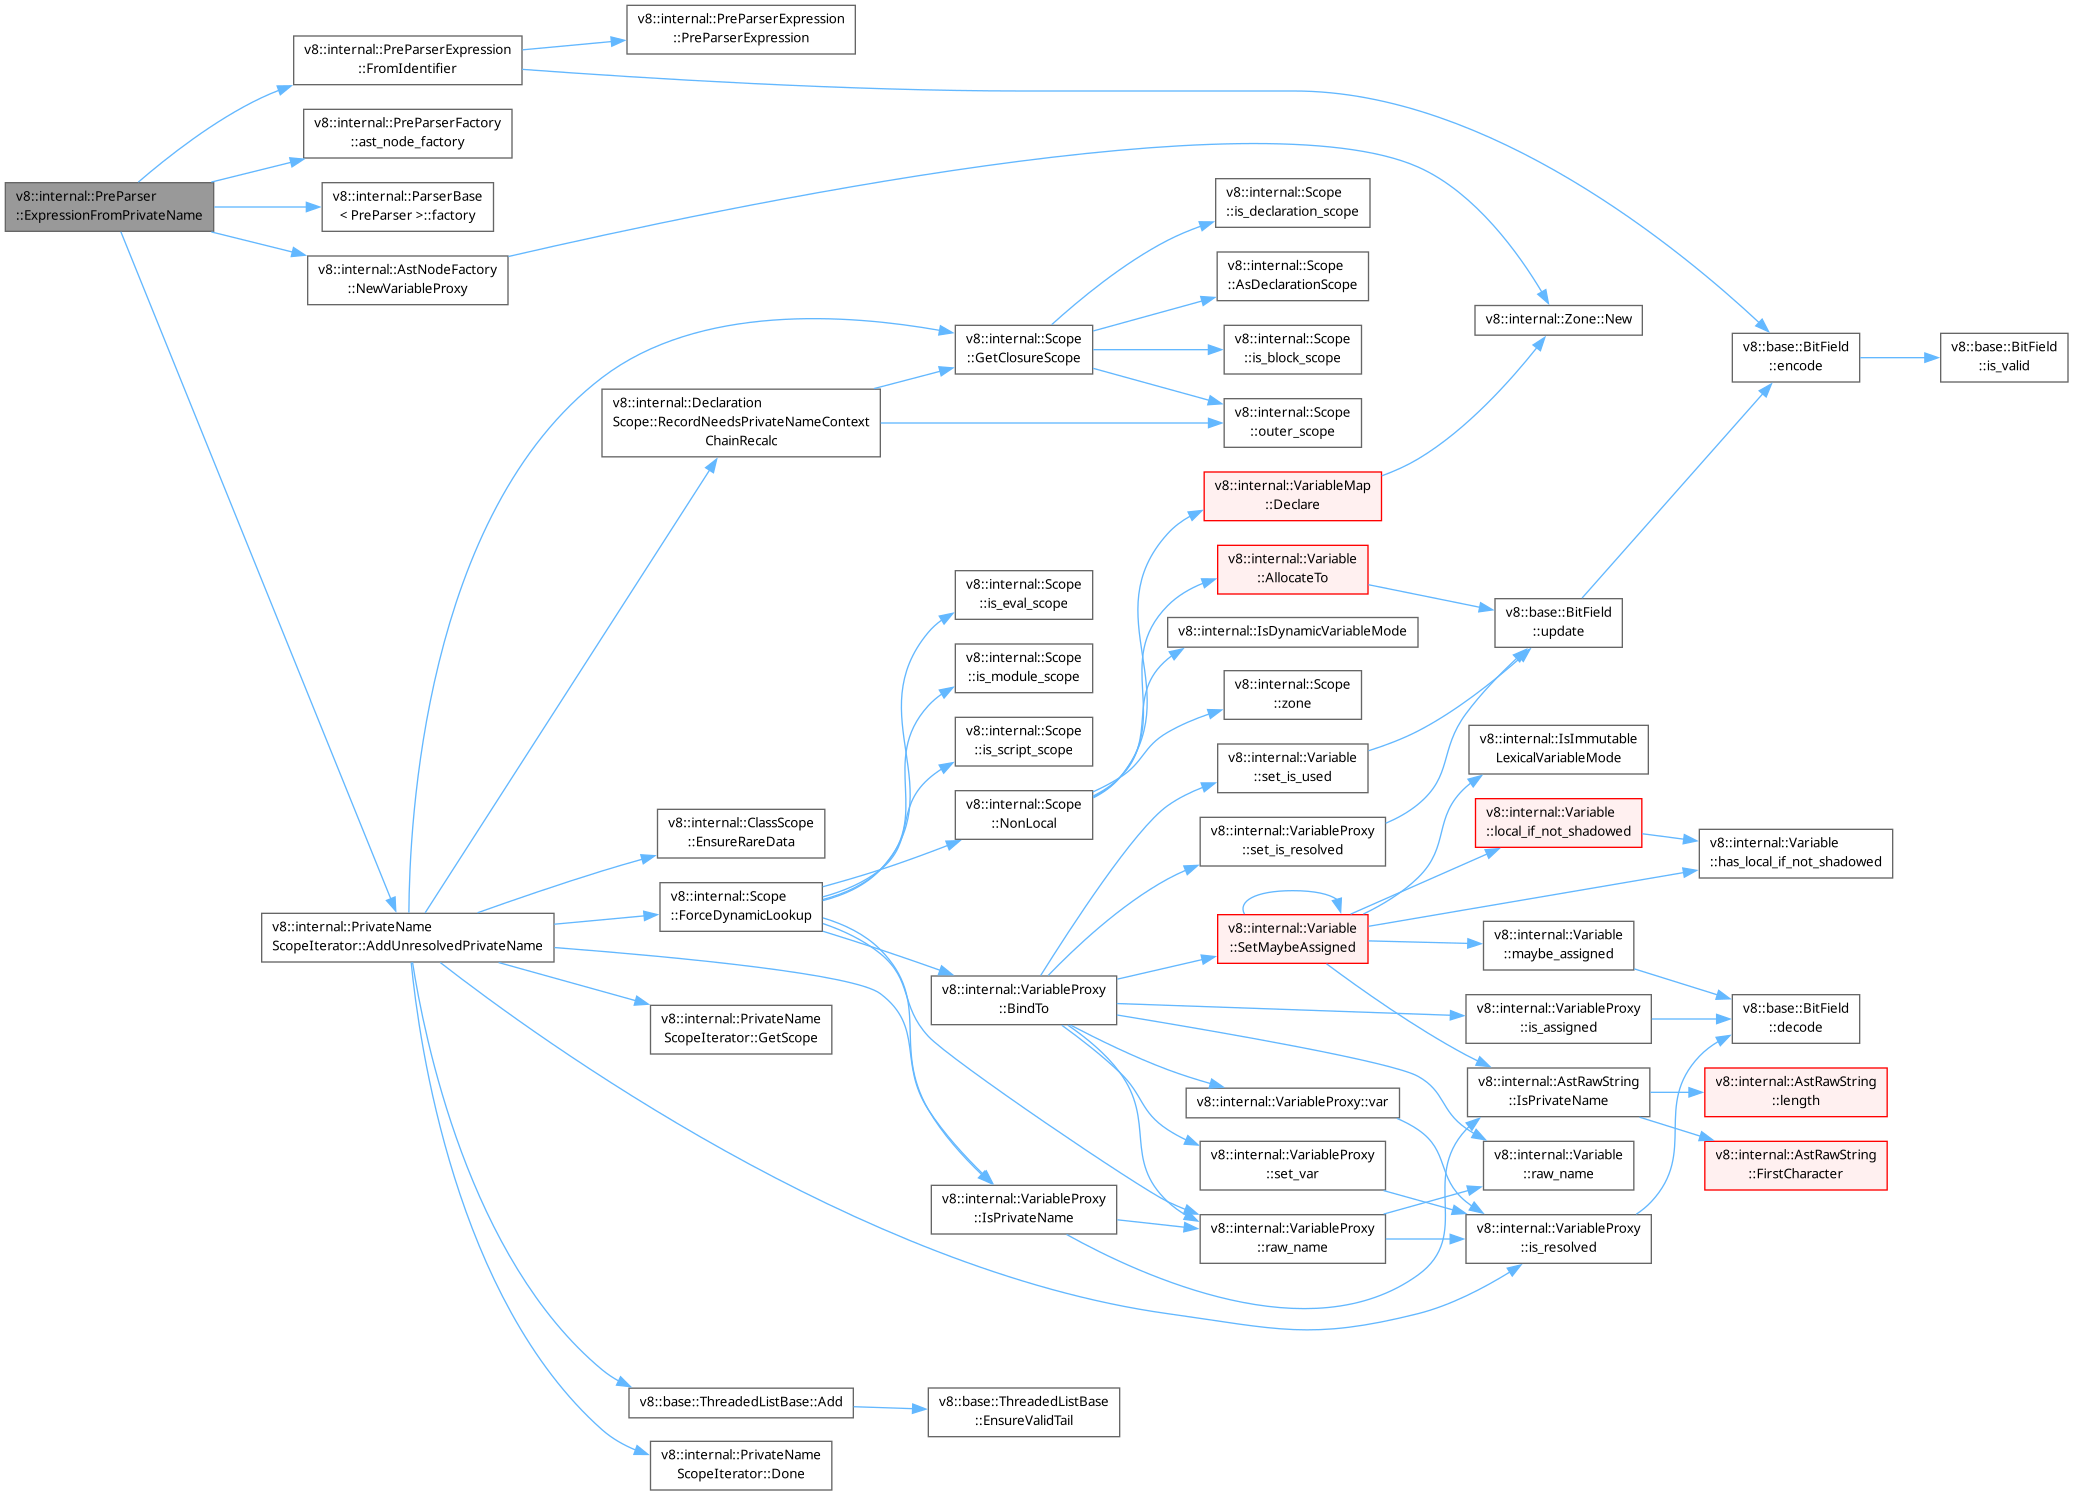 v8::internal::PreParser
::ExpressionFromPrivateName
v8::internal::PreParserExpression
::FromIdentifier
v8::internal::PreParserExpression
::PreParserExpression
v8::internal::PreParserFactory
::ast_node_factory
v8::internal::ParserBase
< PreParser >::factory
v8::internal::AstNodeFactory
::NewVariableProxy
v8::internal::Zone::New
v8::base::BitField
::encode
v8::base::BitField
::is_valid
v8::internal::Scope
::is_declaration_scope
v8::internal::Scope
::AsDeclarationScope
v8::internal::Scope
::GetClosureScope
v8::internal::Scope
::is_block_scope
v8::internal::Scope
::outer_scope
v8::internal::Declaration
Scope::RecordNeedsPrivateNameContext
ChainRecalc
v8::internal::VariableMap
::Declare
v8::internal::Variable
::AllocateTo
v8::internal::IsDynamicVariableMode
v8::internal::Scope
::zone
v8::base::BitField
::update
v8::internal::Scope
::is_eval_scope
v8::internal::Scope
::is_module_scope
v8::internal::Scope
::is_script_scope
v8::internal::Scope
::NonLocal
v8::internal::Variable
::set_is_used
v8::internal::VariableProxy
::set_is_resolved
v8::internal::IsImmutable
LexicalVariableMode
v8::internal::Variable
::local_if_not_shadowed
v8::internal::Variable
::has_local_if_not_shadowed
v8::internal::ClassScope
::EnsureRareData
v8::internal::Scope
::ForceDynamicLookup
v8::internal::PrivateName
ScopeIterator::AddUnresolvedPrivateName
v8::internal::Variable
::SetMaybeAssigned
v8::internal::Variable
::maybe_assigned
v8::internal::VariableProxy
::BindTo
v8::internal::VariableProxy
::is_assigned
v8::base::BitField
::decode
v8::internal::PrivateName
ScopeIterator::GetScope
v8::internal::AstRawString
::IsPrivateName
v8::internal::AstRawString
::length
v8::internal::VariableProxy::var
v8::internal::VariableProxy
::set_var
v8::internal::Variable
::raw_name
v8::internal::AstRawString
::FirstCharacter
v8::internal::VariableProxy
::IsPrivateName
v8::internal::VariableProxy
::raw_name
v8::internal::VariableProxy
::is_resolved
v8::base::ThreadedListBase::Add
v8::base::ThreadedListBase
::EnsureValidTail
v8::internal::PrivateName
ScopeIterator::Done